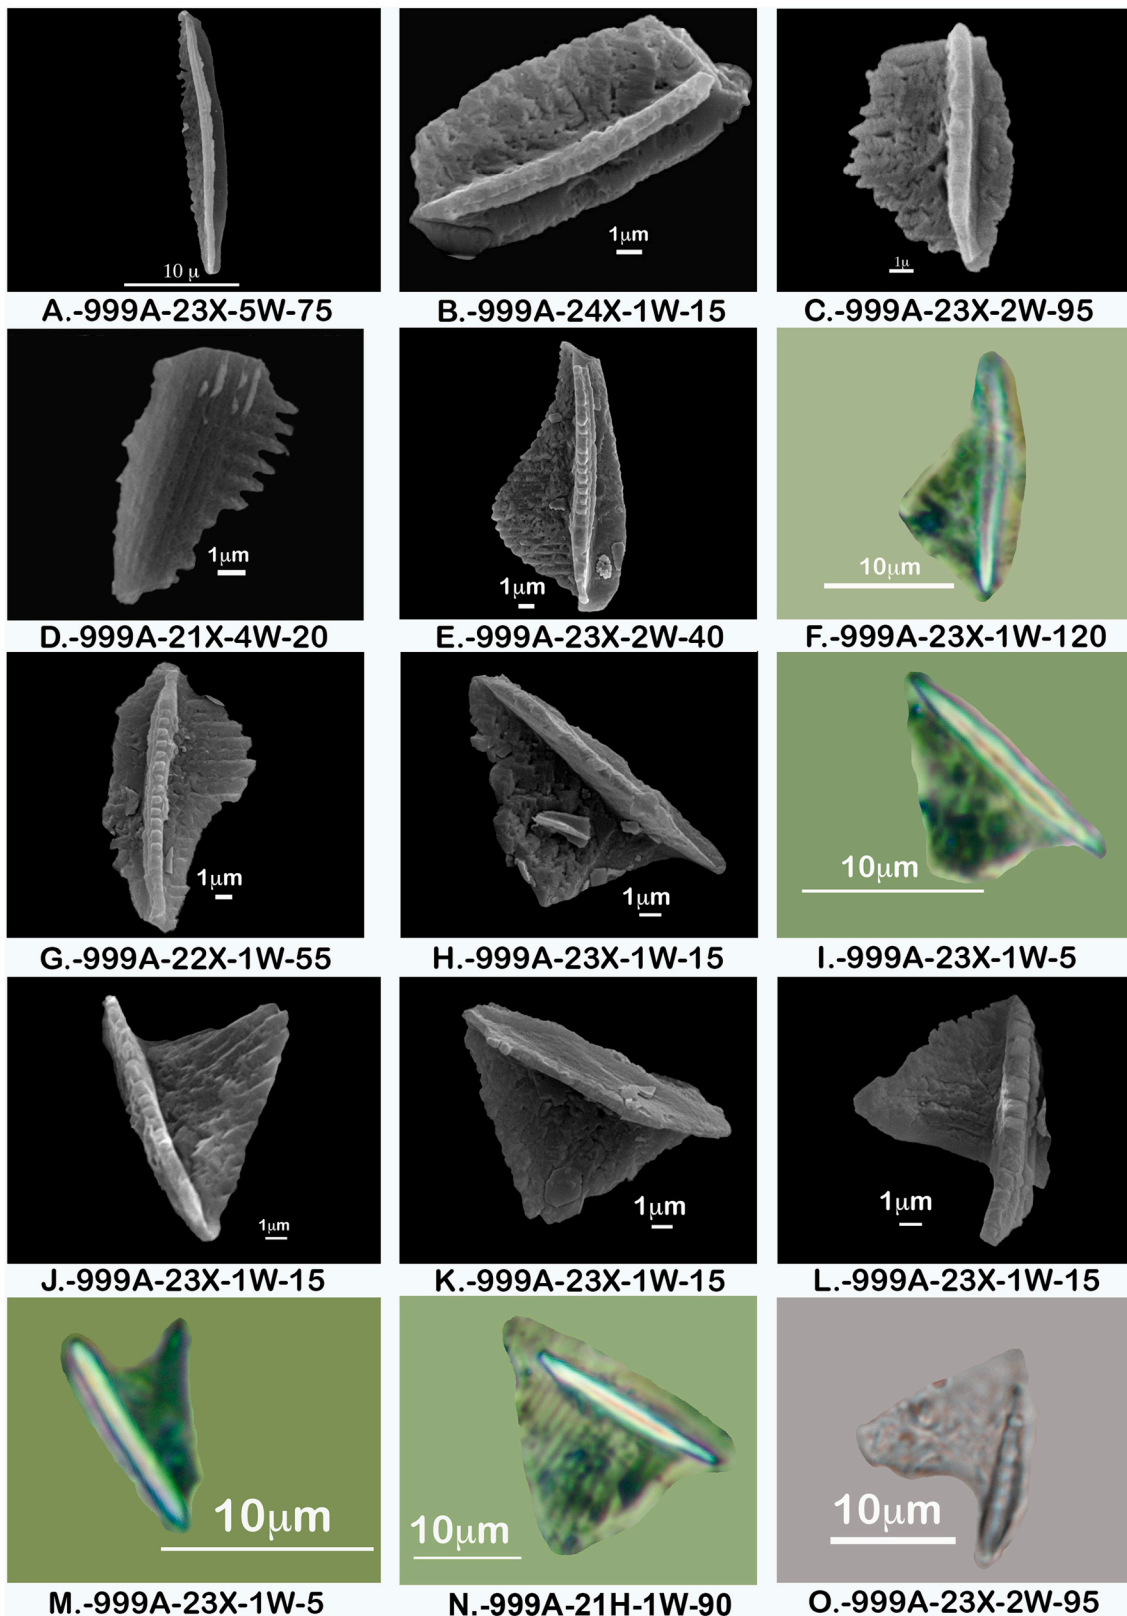 10 μ
1μm
1μ
A.-999A-23X-5W-75
B.-999A-24X-1W-15
C.-999A-23X-2W-95
1μm
1μm
10μm
D.-999A-21X-4W-20
E.-999A-23X-2W-40
F.-999A-23X-1W-120
1μm
1μm
10μm
G.-999A-22X-1W-55
H.-999A-23X-1W-15
I.-999A-23X-1W-5
1μm
1μm
1μm
J.-999A-23X-1W-15
K.-999A-23X-1W-15
L.-999A-23X-1W-15
10μm
10μm
10μm
M.-999A-23X-1W-5
N.-999A-21H-1W-90
O.-999A-23X-2W-95